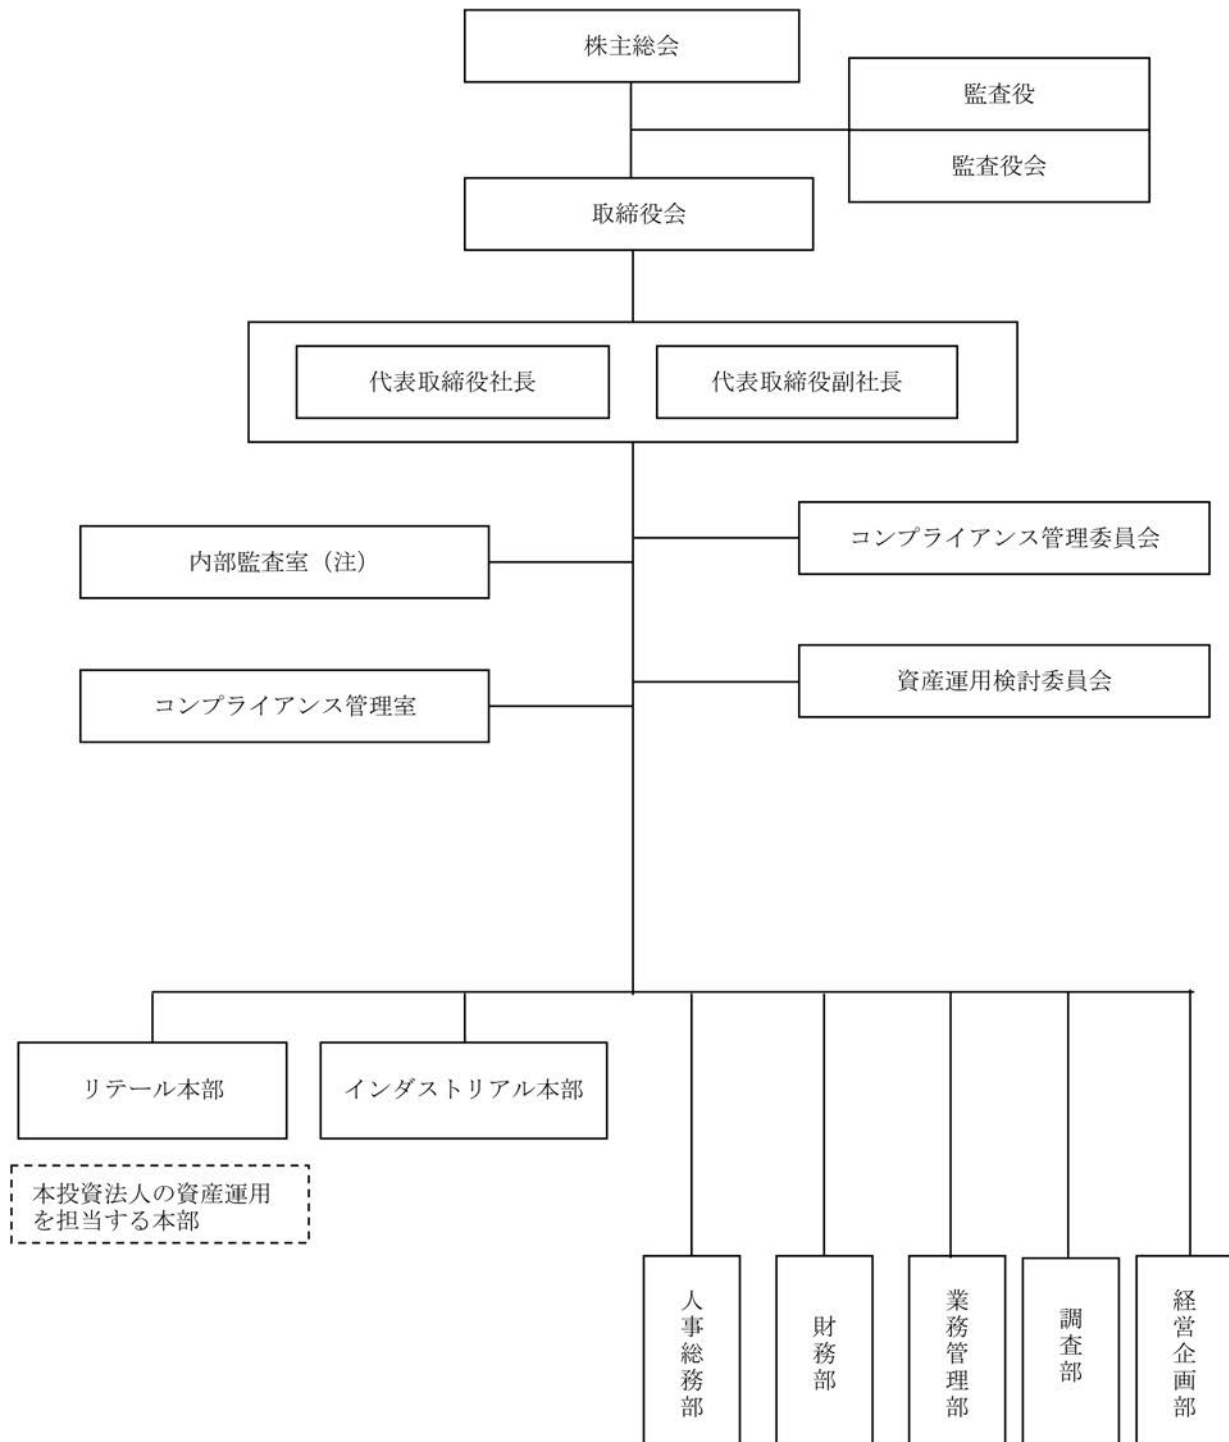 株主総会
監査役
監査役会
取締役会
代表取締役社長
代表取締役副社長
コンプライアンス管理委員会
内部監査室（注）
資産運用検討委員会
コンプライアンス管理室
リテール本部
インダストリアル本部
本投資法人の資産運用
を担当する本部
人事総務部
財務部
業務管理部
調査部
経営企画部